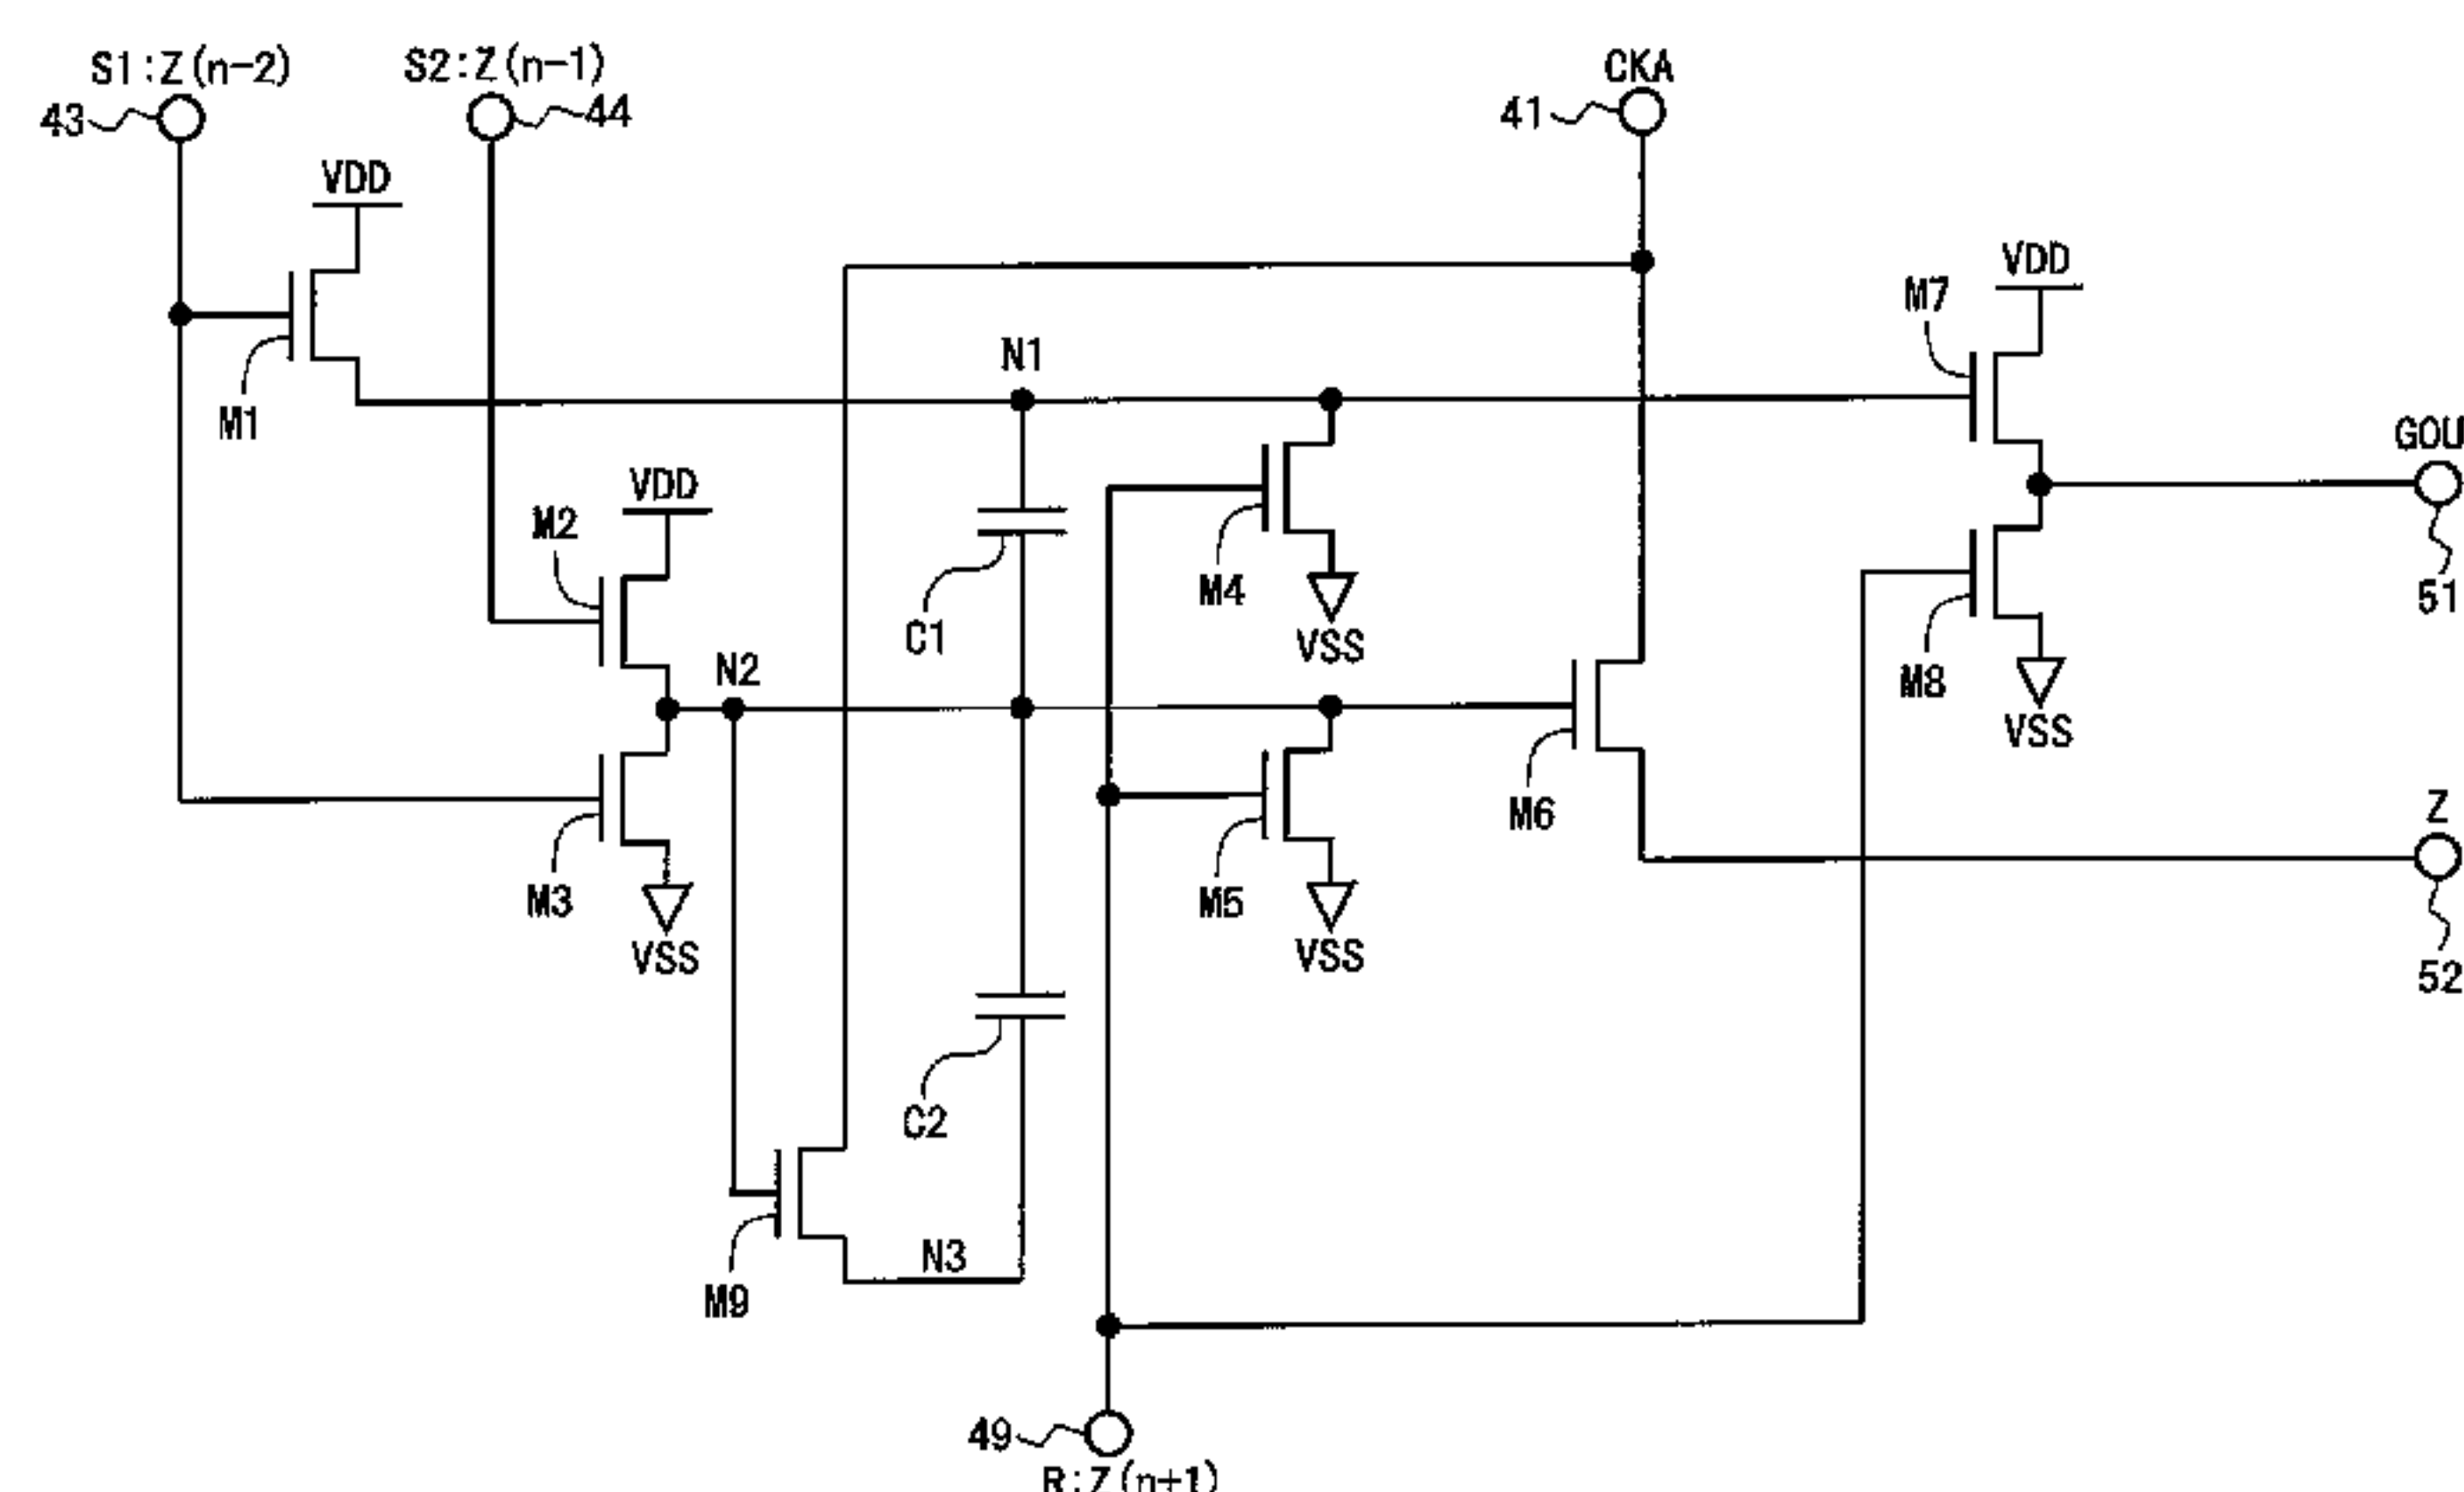 S1:Z(n-2)
S2:Z(n-1)
CKA
43
44
41
VDD
VDD
M7
N1
M1
GOU
VDD
M2
M4
51
C1
VSS
N2
M8
VSS
Z
M6
M3
M5
VSS
VSS
52
C2
N3
M9
49
R:Z(n+1)